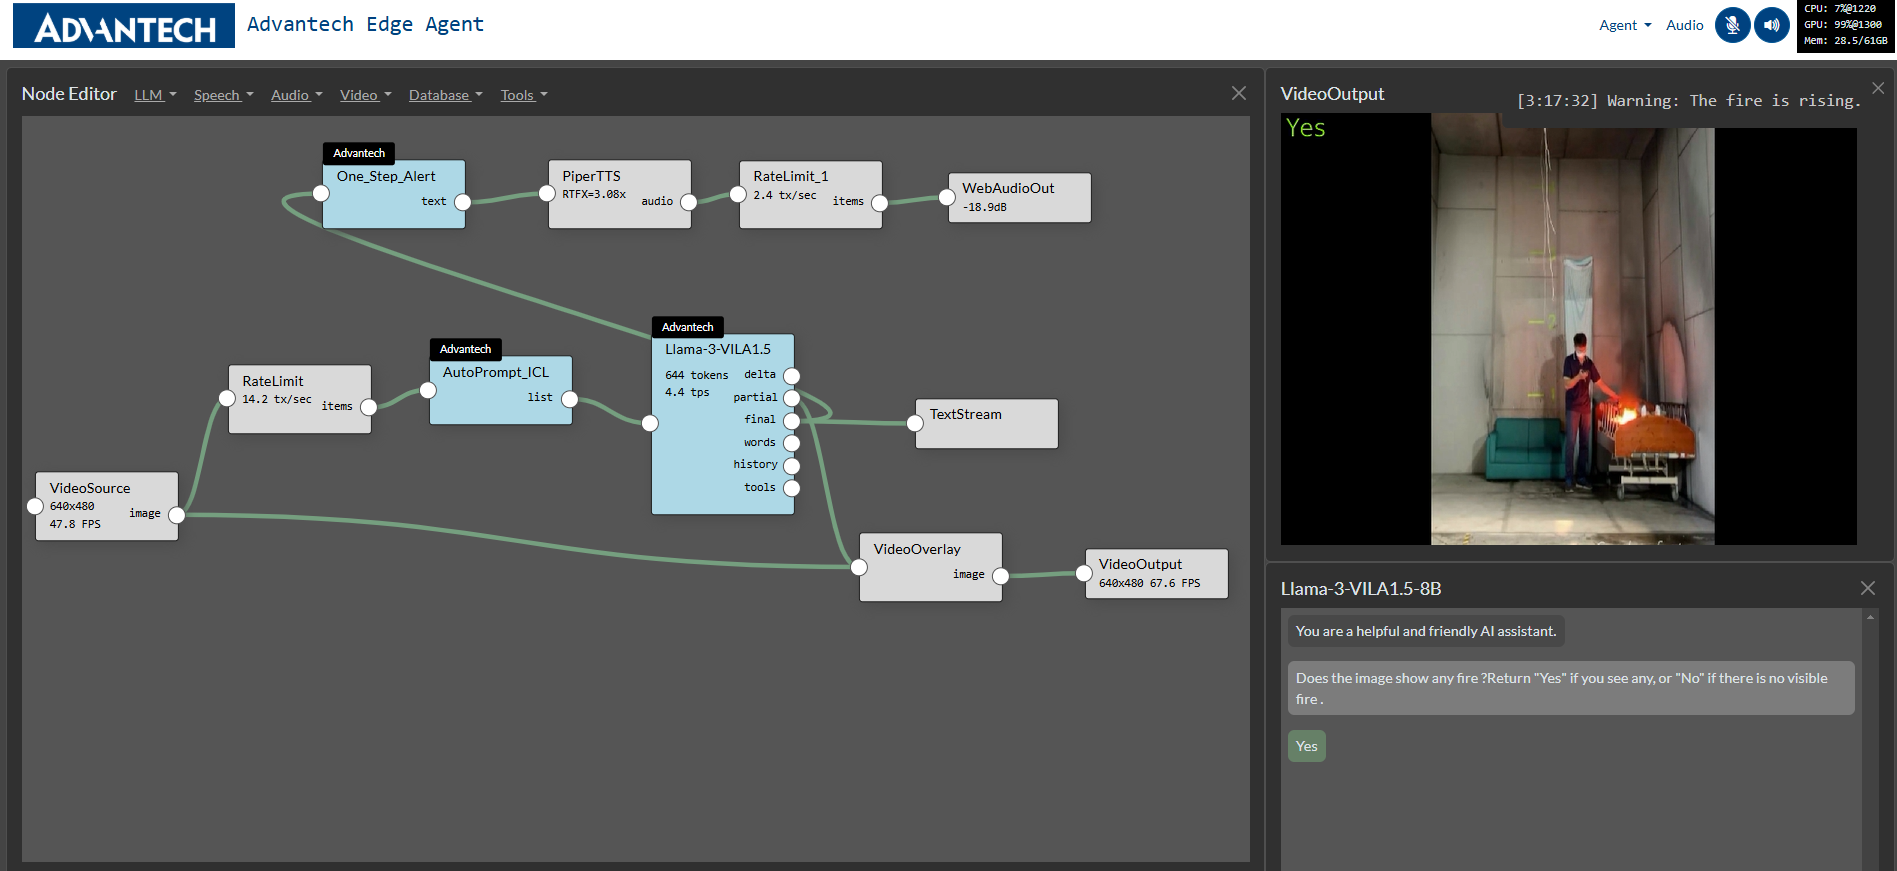 ADVANTECH
Advantech Edge Agent
Agent
Audio
CPU: 7%@1220
GPU: 99%@1300
Mem: 28.5/61GB
Node Editor
LLM
Speech
Audio
Video
Database
Tools
Advantech
One_Step_Alert
text
PiperTTS
RTFX=3.08x
audio
RateLimit_1
2.4 tx/sec
items
WebAudioOut
-18.9dB
Advantech
Llama-3-VILA1.5
644 tokens
4.4 tps
delta
partial
final
words
history
tools
Advantech
AutoPrompt_ICL
list
RateLimit
14.2 tx/sec
items
TextStream
VideoSource
640x480
47.8 FPS
image
VideoOverlay
image
VideoOutput
640x480 67.6 FPS
VideoOutput
[3:17:32] Warning: The fire is rising.
Yes
Llama-3-VILA1.5-8B
You are a helpful and friendly AI assistant.
Does the image show any fire ?Return "Yes" if you see any, or "No" if there is no visible
fire .
Yes